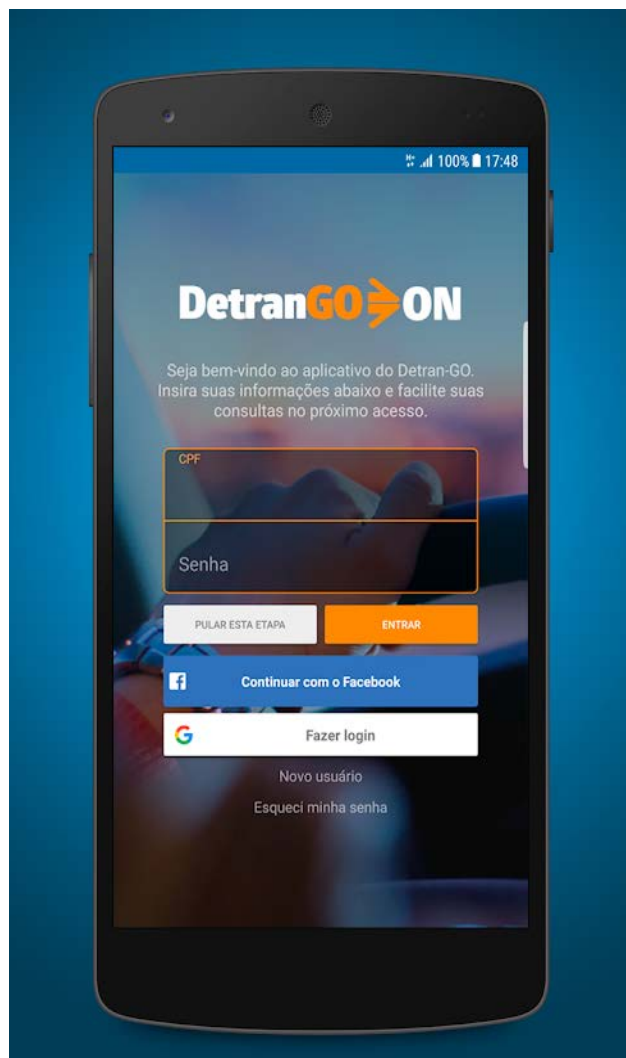 100% 17:48
DetranGO ON
Seja bem-vindo ao aplicativo do Detran-GO.
Insira suas informações abaixo e facilite suas
consultas no próximo acesso.
CPF
Senha
PULAR ESTA ETAPA
ENTRAR
Continuar com o Facebook
Fazer login
Novo usuário
Esqueci minha senha